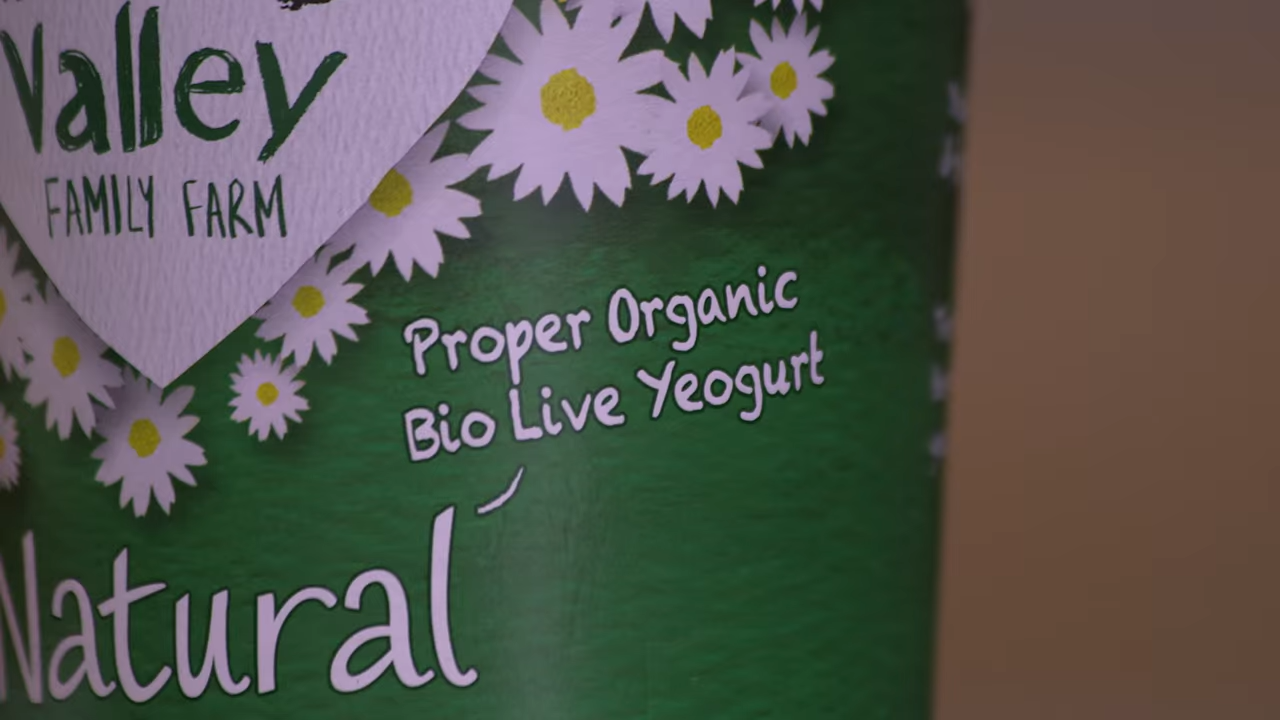 Valley
FAMILY FARM
Proper Organic
Bio Live Yeogurt
Natural